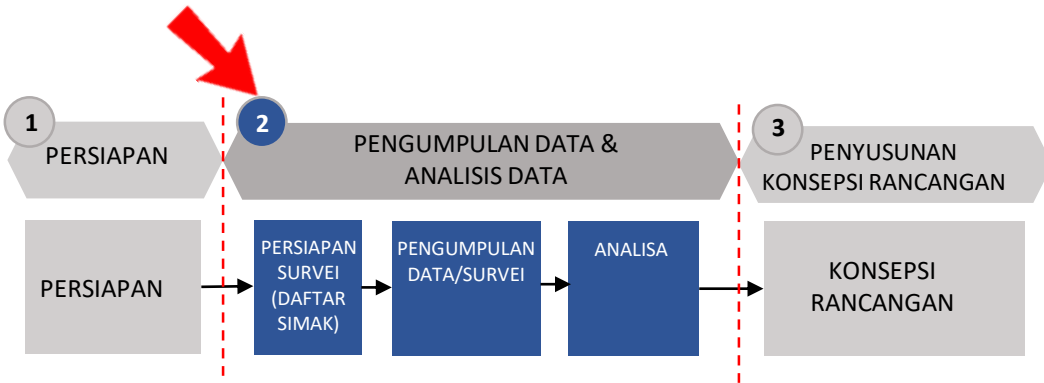 1
PERSIAPAN
2
PENGUMPULAN DATA &
ANALISIS DATA
3
PENYUSUNAN
KONSEPSI RANCANGAN
PERSIAPAN
PERSIAPAN
SURVEI
(DAFTAR
SIMAK)
PENGUMPULAN
DATA/SURVEI
ANALISA
KONSEPSI
RANCANGAN